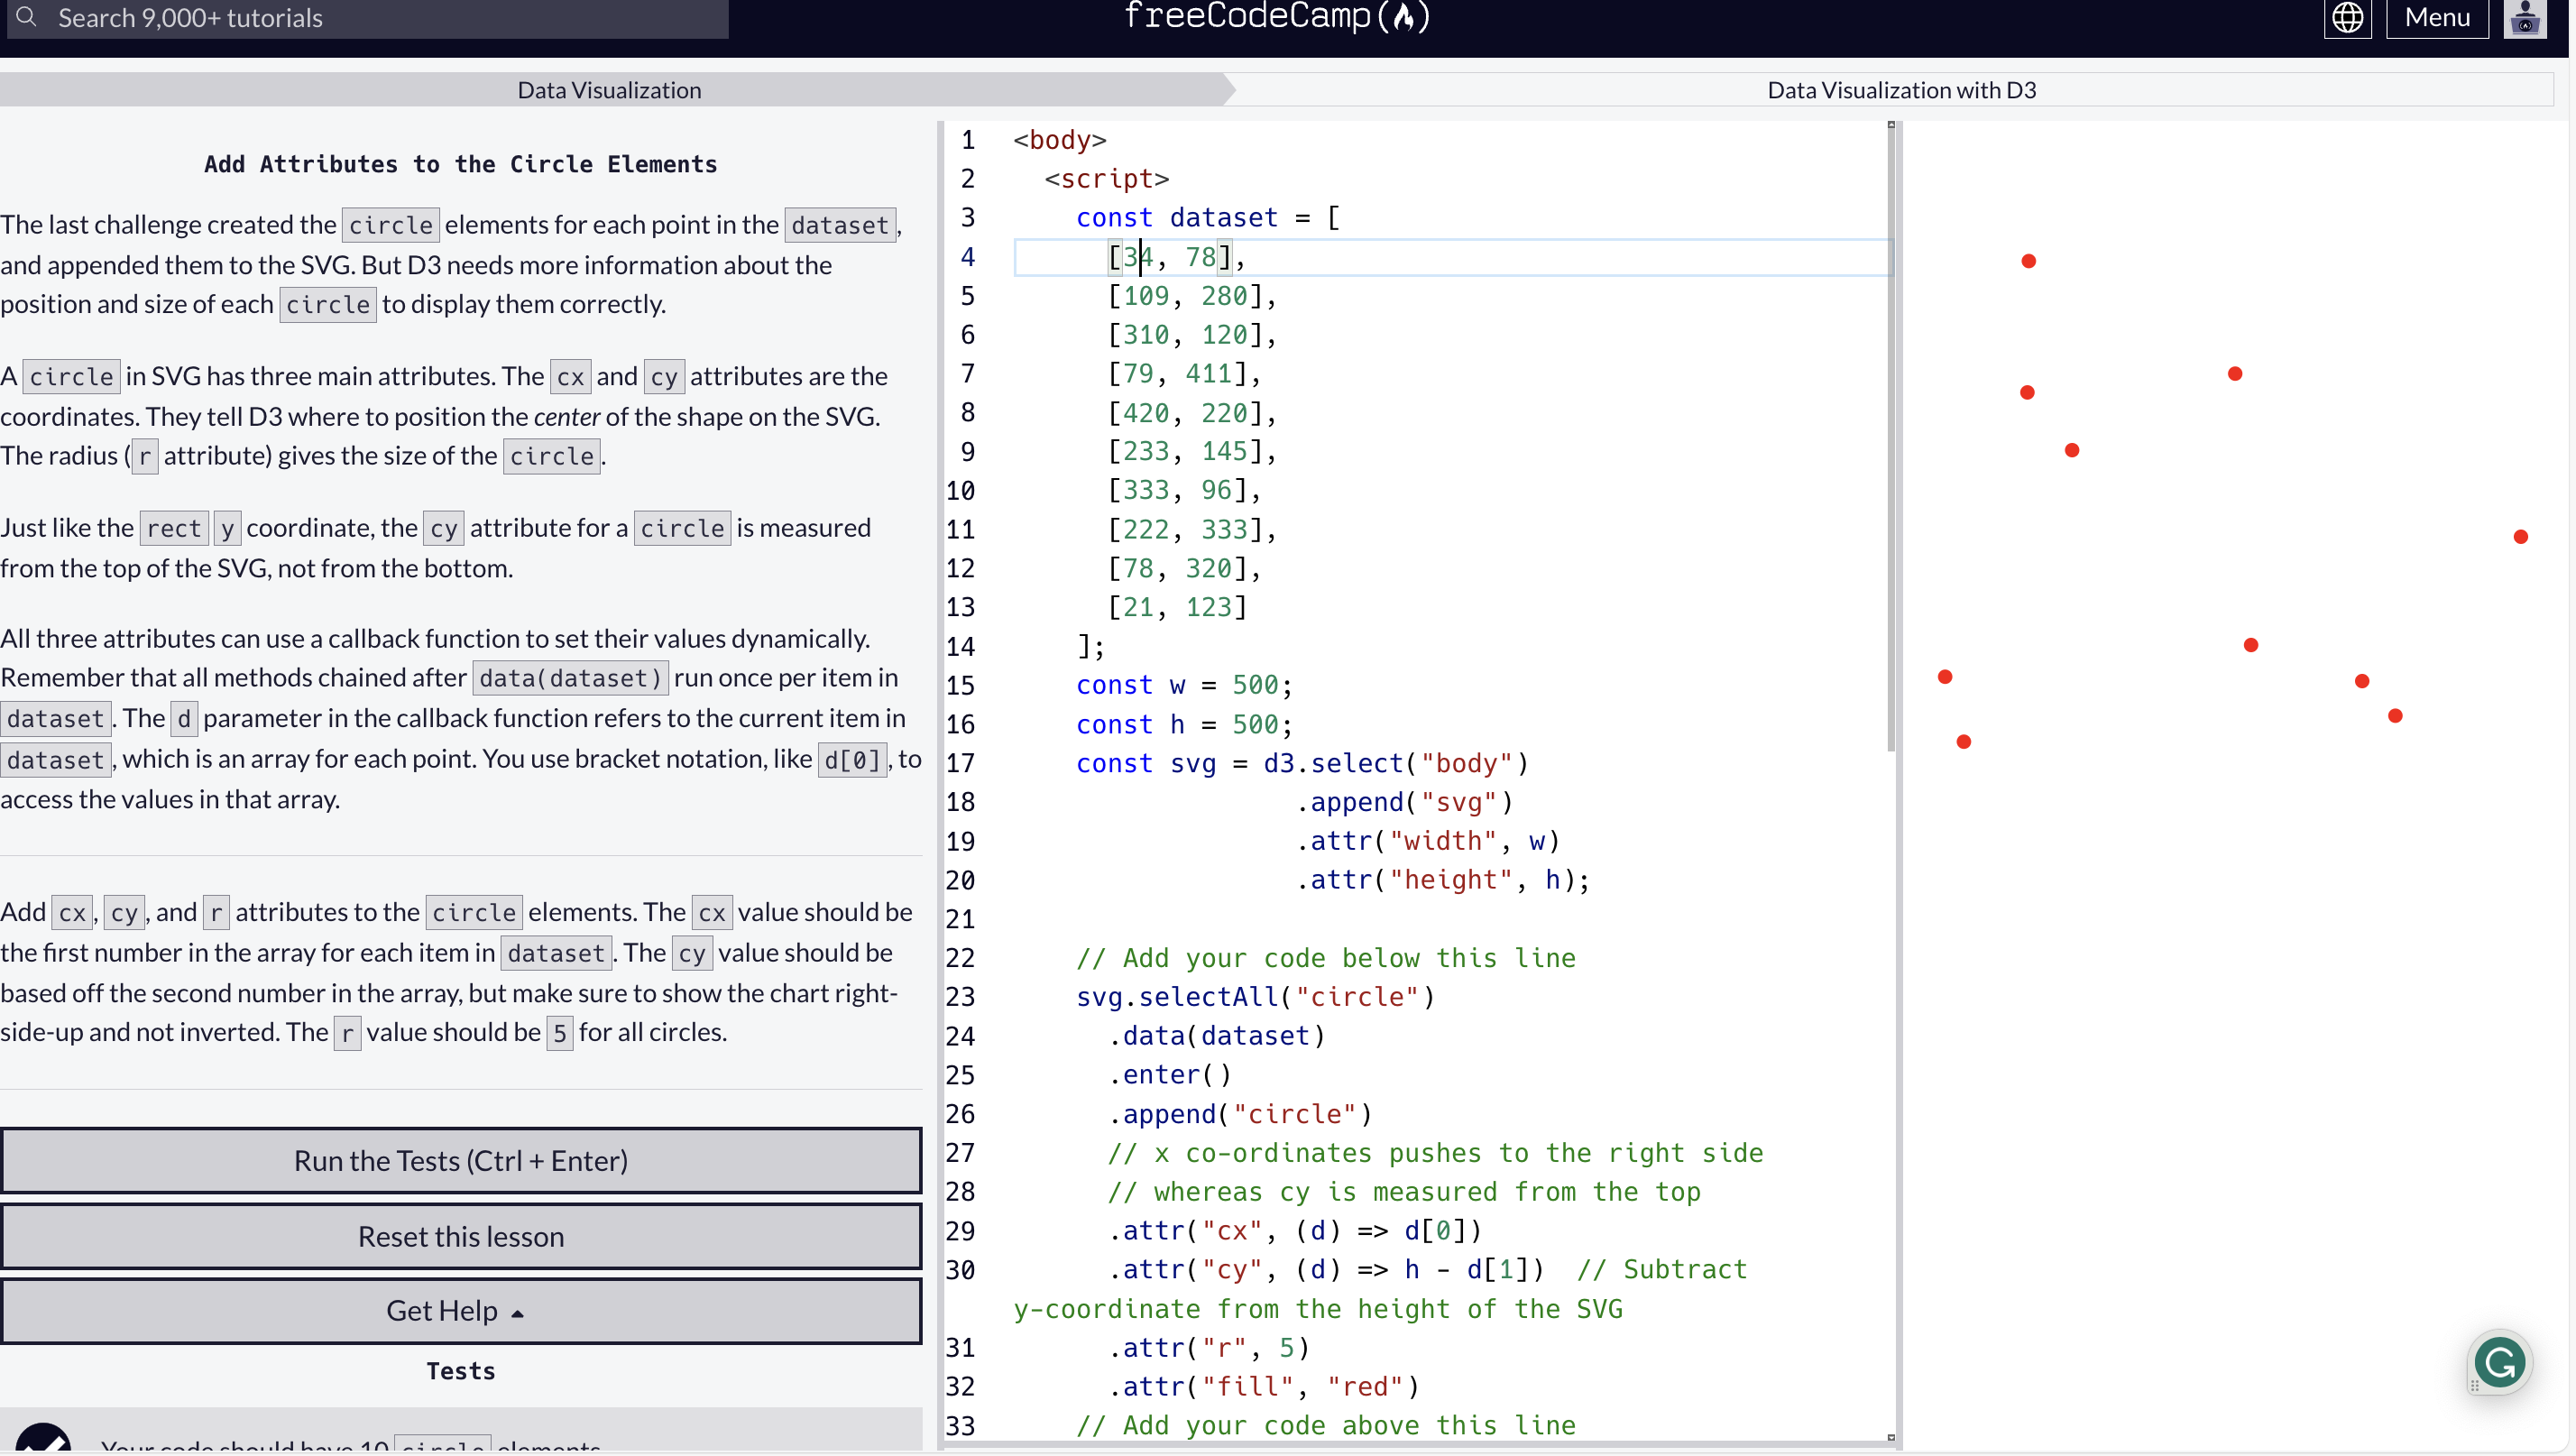 Search 9,000+ tutorials
freeCodeCamp
Menu
Data Visualization
Data Visualization with D3
Add Attributes to the Circle Elements
The last challenge created the circle elements for each point in the dataset,
and appended them to the SVG. But D3 needs more information about the
position and size of each circle to display them correctly.
A circle in SVG has three main attributes. The cx and cy attributes are the
coordinates. They tell D3 where to position the center of the shape on the SVG.
The radius (r attribute) gives the size of the circle.
Just like the rect y coordinate, the cy attribute for a circle is measured
from the top of the SVG, not from the bottom.
All three attributes can use a callback function to set their values dynamically.
Remember that all methods chained after data(dataset) run once per item in
dataset. The d parameter in the callback function refers to the current item in
dataset, which is an array for each point. You use bracket notation, like d[0], to
access the values in that array.
Add cx, cy, and r attributes to the circle elements. The cx value should be
the first number in the array for each item in dataset. The cy value should be
based off the second number in the array, but make sure to show the chart right-
side-up and not inverted. The r value should be 5 for all circles.
Run the Tests (Ctrl + Enter)
Reset this lesson
Get Help
Tests
Your code should have 10 circle elements.
1 <body>
2 <script>
3 const dataset = [
4 [34, 78],
5 [109, 280],
6 [310, 120],
7 [79, 411],
8 [420, 220],
9 [233, 145],
10 [333, 96],
11 [222, 333],
12 [78, 320],
13 [21, 123]
14 ];
15 const w = 500;
16 const h = 500;
17 const svg = d3.select("body")
18 .append("svg")
19 .attr("width", w)
20 .attr("height", h);
21
22 // Add your code below this line
23 svg.selectAll("circle")
24 .data(dataset)
25 .enter()
26 .append("circle")
27 // x co-ordinates pushes to the right side
28 // whereas cy is measured from the top
29 .attr("cx", (d) => d[0])
30 .attr("cy", (d) => h - d[1]) // Subtract
y-coordinate from the height of the SVG
31 .attr("r", 5)
32 .attr("fill", "red")
33 // Add your code above this line